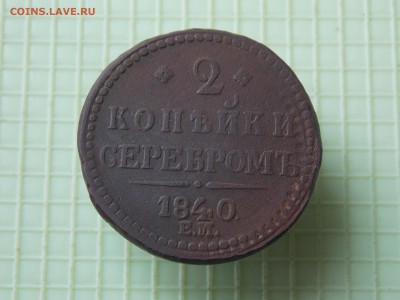 COINS.LAVE.RU
2
КОПѢЙКИ
СЕРЕБРОМЪ
1840.
Е.М.